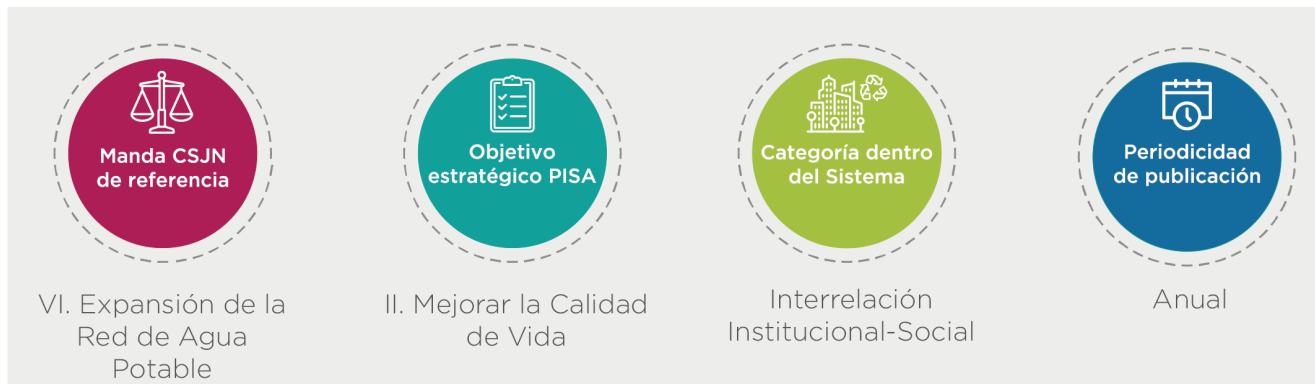 Manda CSJN
de referencia
VI. Expansión de la
Red de Agua
Potable
Objetivo
estratégico PISA
II. Mejorar la Calidad
de Vida
Categoría dentro
del Sistema
Interrelación
Institucional-Social
Periodicidad
de publicación
Anual